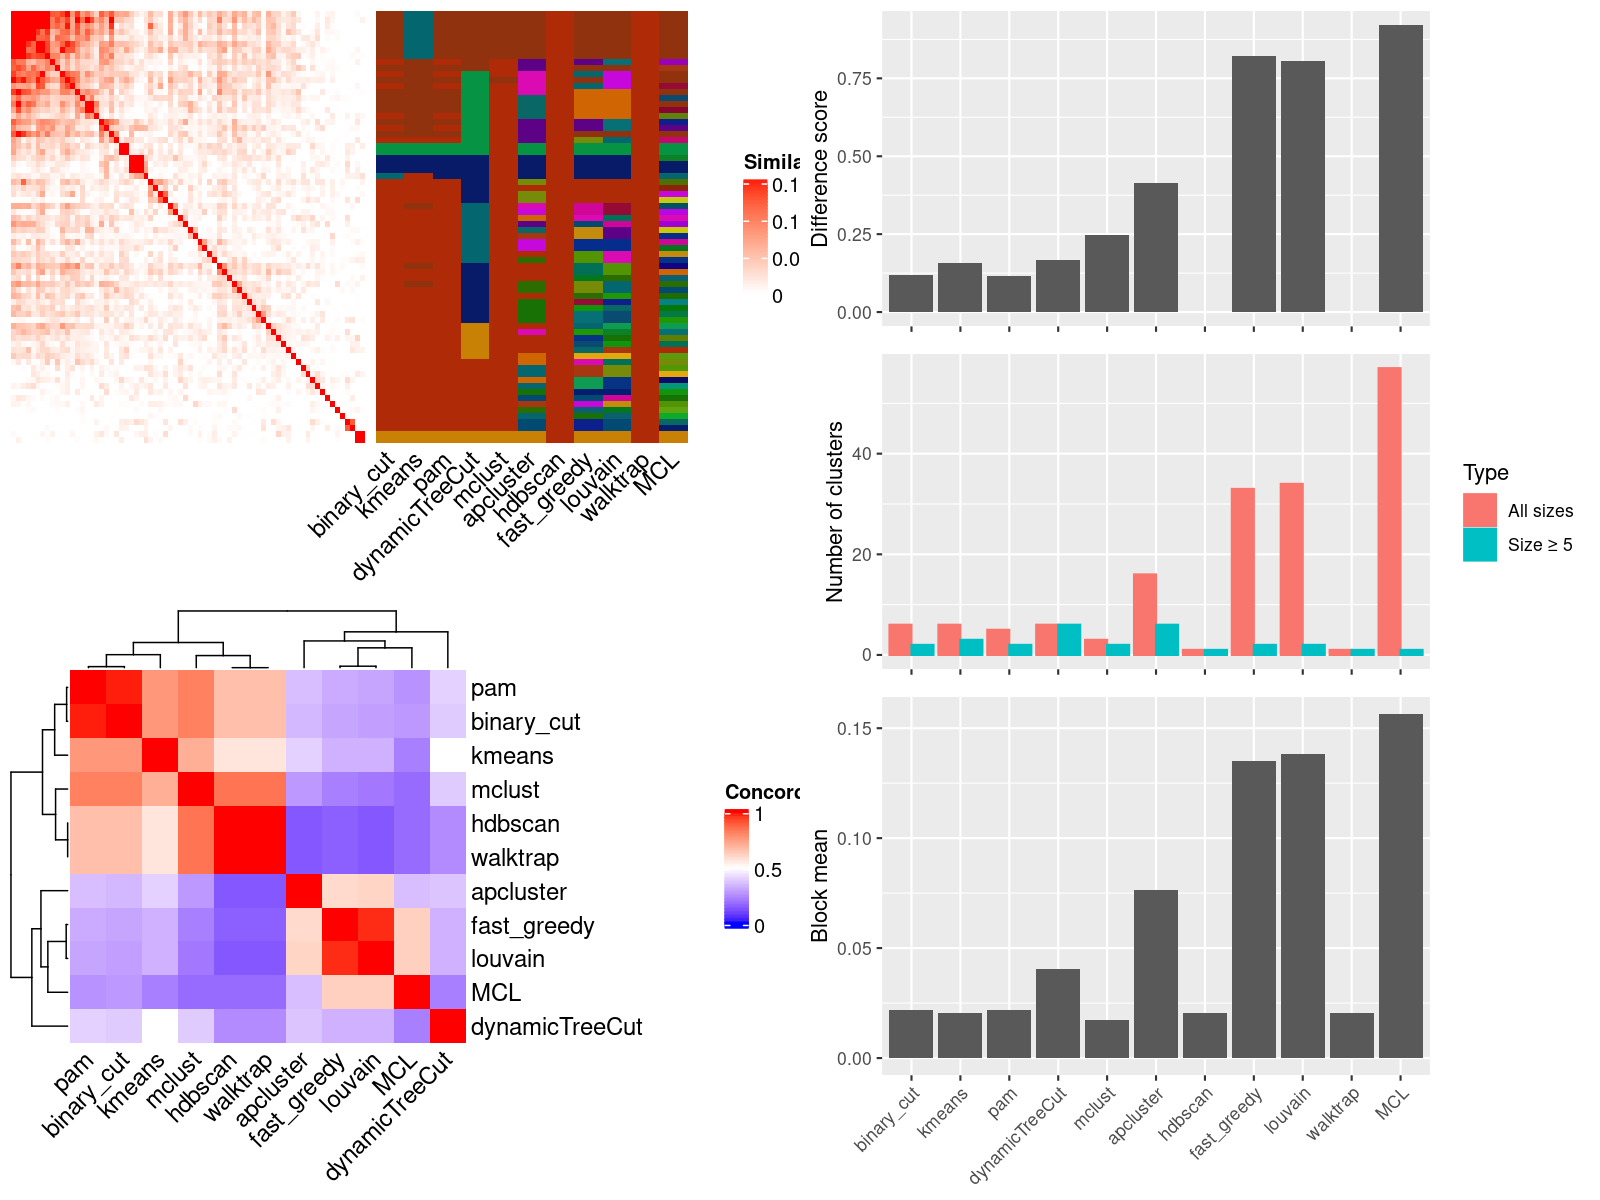 Simila
0.1
0.1
0.0
0
binary_cut
kmeans
pam
dynamicTreeCut
mclust
apcluster
hdbscan
fast_greedy
louvain
walktrap
MCL
pam
binary_cut
kmeans
mclust
hdbscan
walktrap
apcluster
fast_greedy
louvain
MCL
dynamicTreeCut
pam
binary_cut
kmeans
mclust
hdbscan
walktrap
apcluster
fast_greedy
louvain
MCL
dynamicTreeCut
Concord
1
0.5
0
Difference score
0.75
0.50
0.25
0.00
Number of clusters
40
20
0
Type
All sizes
Size ≥ 5
Block mean
0.15
0.10
0.05
0.00
binary_cut
kmeans
pam
dynamicTreeCut
mclust
apcluster
hdbscan
fast_greedy
louvain
walktrap
MCL